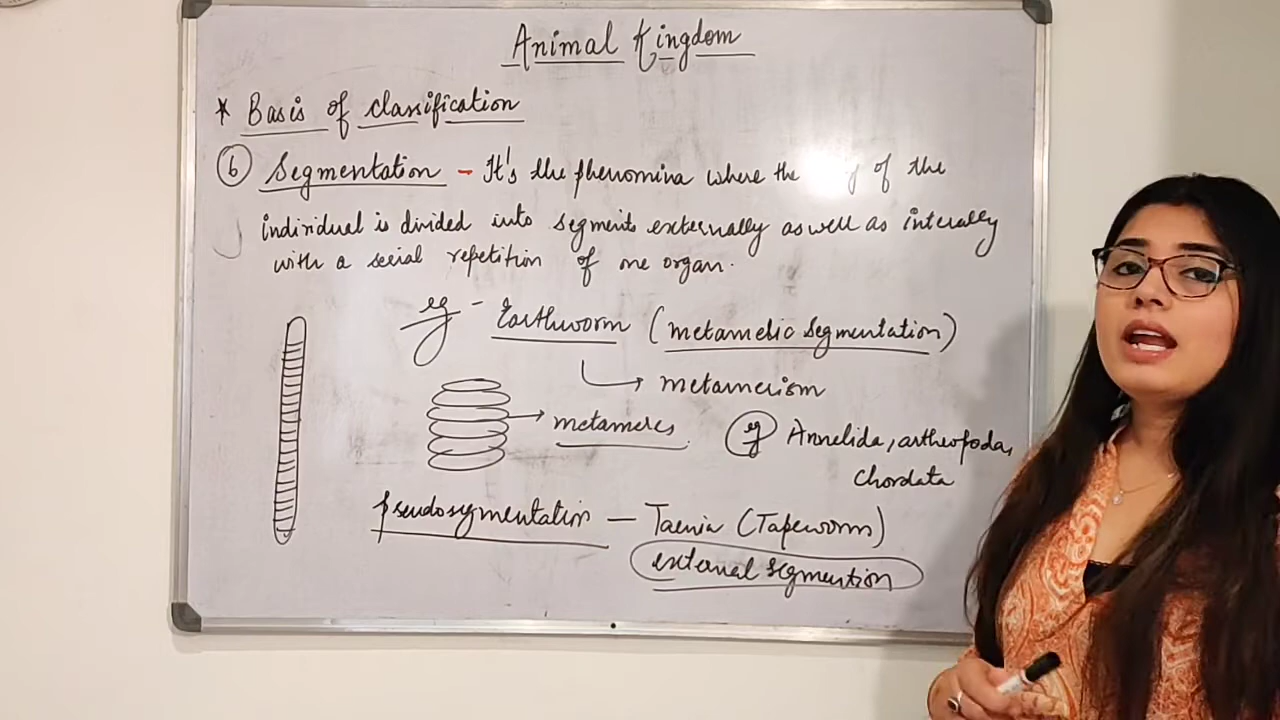 Animal Kingdom
* Basis of classification
6 Segmentation - It's the phenomina where the of the
individual is divided into segments externally as well as interally
with a serial repetition of one organ.
eg - Earthworm (metameric segmentation)
metamerism
metameres
eg Annelida, arthropoda,
Chordata
pseudosegmentation - Taenia (Tapeworm)
external segmention